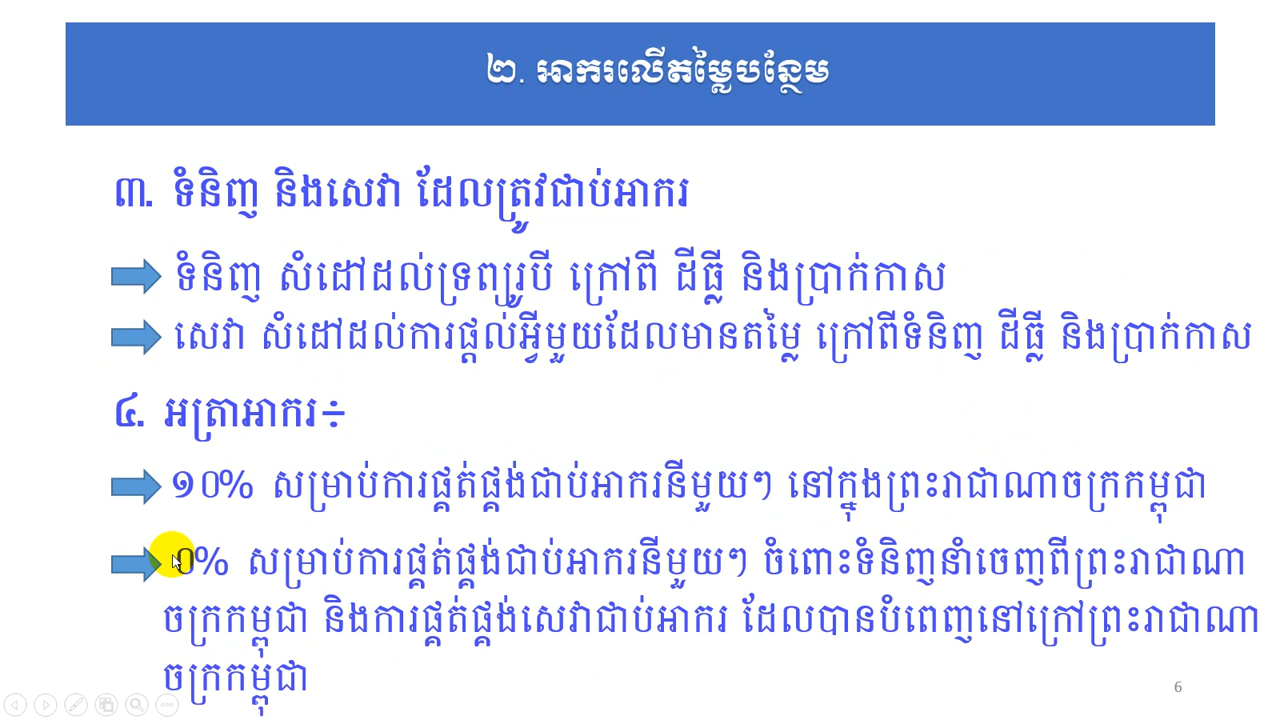 ២. អាករលើតម្លៃបន្ថែម
៣. ទំនិញ និងសេវា ដែលត្រូវជាប់អាករ
ទំនិញ សំដៅដល់ទ្រព្យរូបី ក្រៅពី ដីធ្លី និងប្រាក់កាស
សេវា សំដៅដល់ការផ្តល់អ្វីមួយដែលមានតម្លៃ ក្រៅពីទំនិញ ដីធ្លី និងប្រាក់កាស
៤. អត្រាអាករ÷
១០% សម្រាប់ការផ្គត់ផ្គង់ជាប់អាករនីមួយៗ នៅក្នុងព្រះរាជាណាចក្រកម្ពុជា
០% សម្រាប់ការផ្គត់ផ្គង់ជាប់អាករនីមួយៗ ចំពោះទំនិញនាំចេញពីព្រះរាជាណា
ចក្រកម្ពុជា និងការផ្គត់ផ្គង់សេវាជាប់អាករ ដែលបានបំពេញនៅក្រៅព្រះរាជាណា
ចក្រកម្ពុជា
6